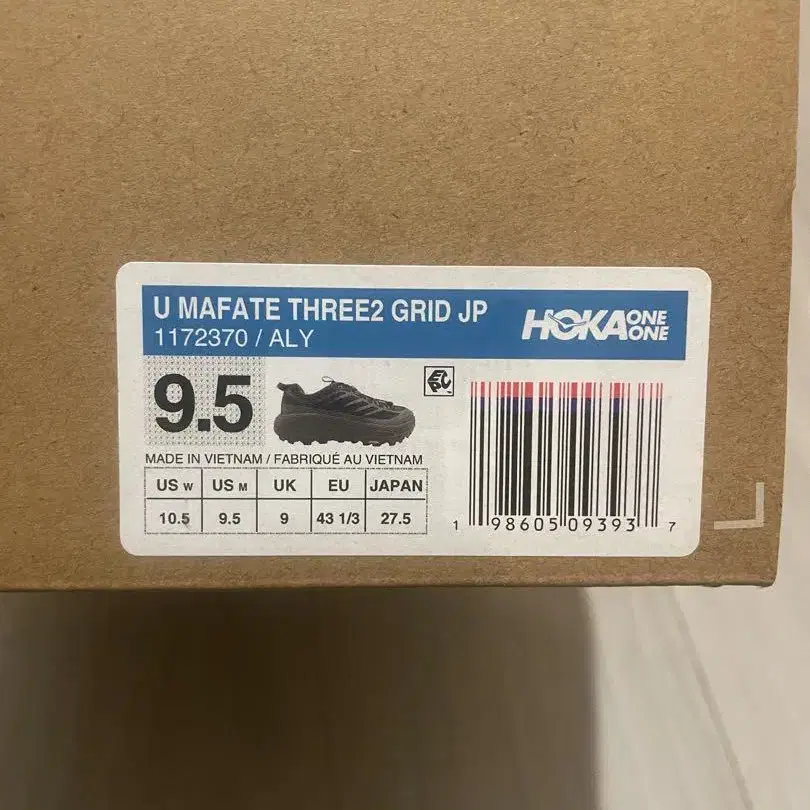 U MAFATE THREE2 GRID JP
1172370 / ALY
HOKA ONE ONE
9.5
MADE IN VIETNAM / FABRIQUÉ AU VIETNAM
US W US M UK EU JAPAN
10.5 9.5 9 43 1/3 27.5
1 98605 09393 7